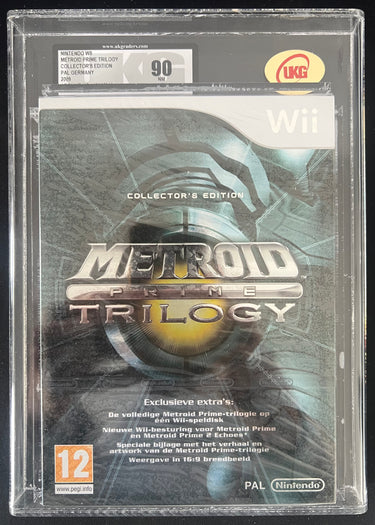 www.ukgraders.com
NINTENDO WII
METROID PRIME TRILOGY
COLLECTOR'S EDITION
PAL/GERMANY
2009
UKG
90
NM
UKG
Wii
COLLECTOR'S EDITION
METROID
PRIME
TRILOGY
Exclusieve extra's:
De volledige Metroid Prime-trilogie op
één Wii-speldisk
Nieuwe Wii-besturing voor Metroid Prime
en Metroid Prime 2 Echoes*
Speciale bijlage met het verhaal en
artwork van de Metroid Prime-trilogie
Weergave in 16:9 breedbeeld
12
www.pegi.info
PAL Nintendo